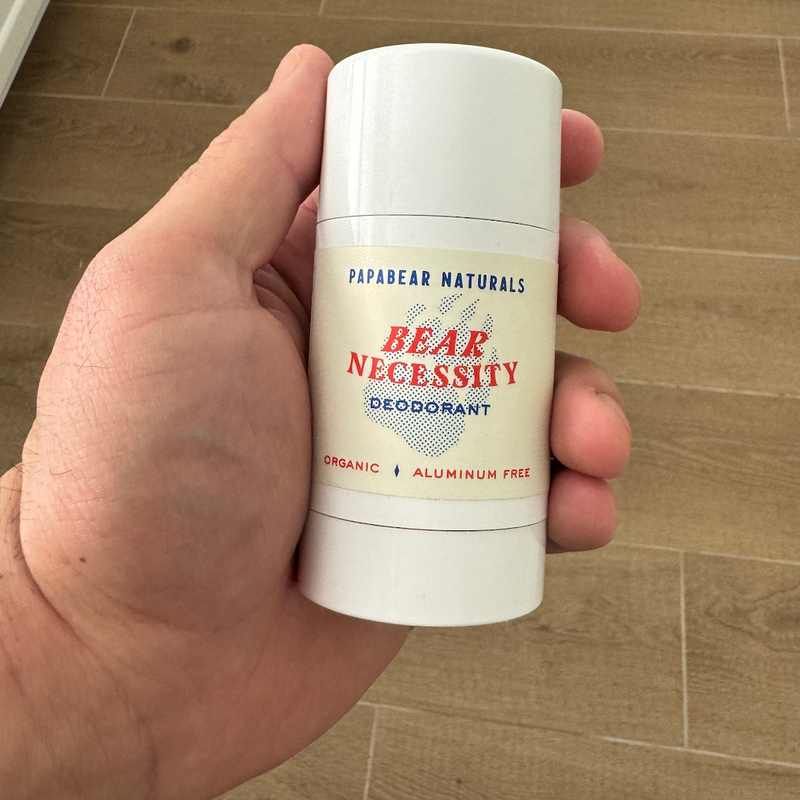 PAPABEAR NATURALS
BEAR
NECESSITY
DEODORANT
ORGANIC ♦ ALUMINUM FREE